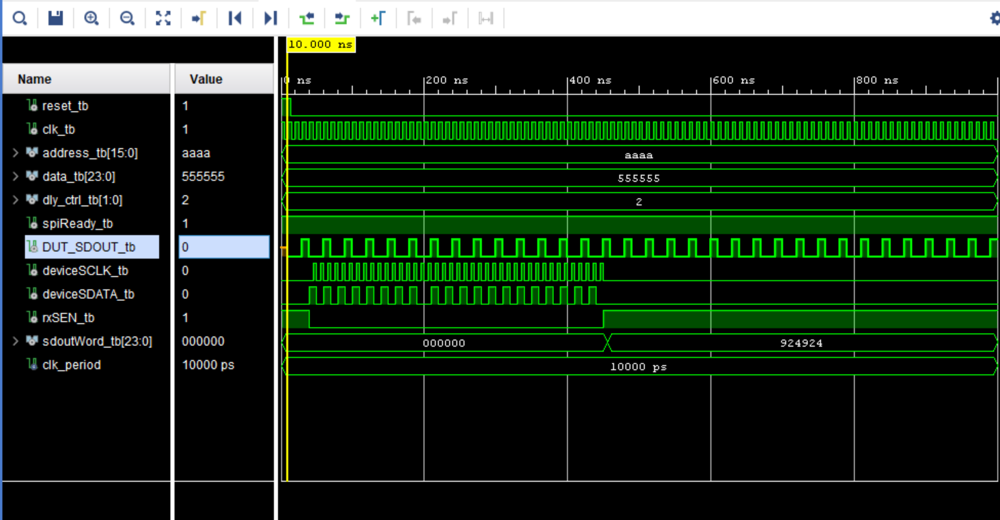 10.000 ns
Name Value
0 ns 200 ns 400 ns 600 ns 800 ns
reset_tb 1
clk_tb 1
address_tb[15:0] aaaa aaaa
data_tb[23:0] 555555 555555
dly_ctrl_tb[1:0] 2 2
spiReady_tb 1
DUT_SDOUT_tb 0
deviceSCLK_tb 0
deviceSDATA_tb 0
rxSEN_tb 1
sdoutWord_tb[23:0] 000000 000000 924924
clk_period 10000 ps 10000 ps